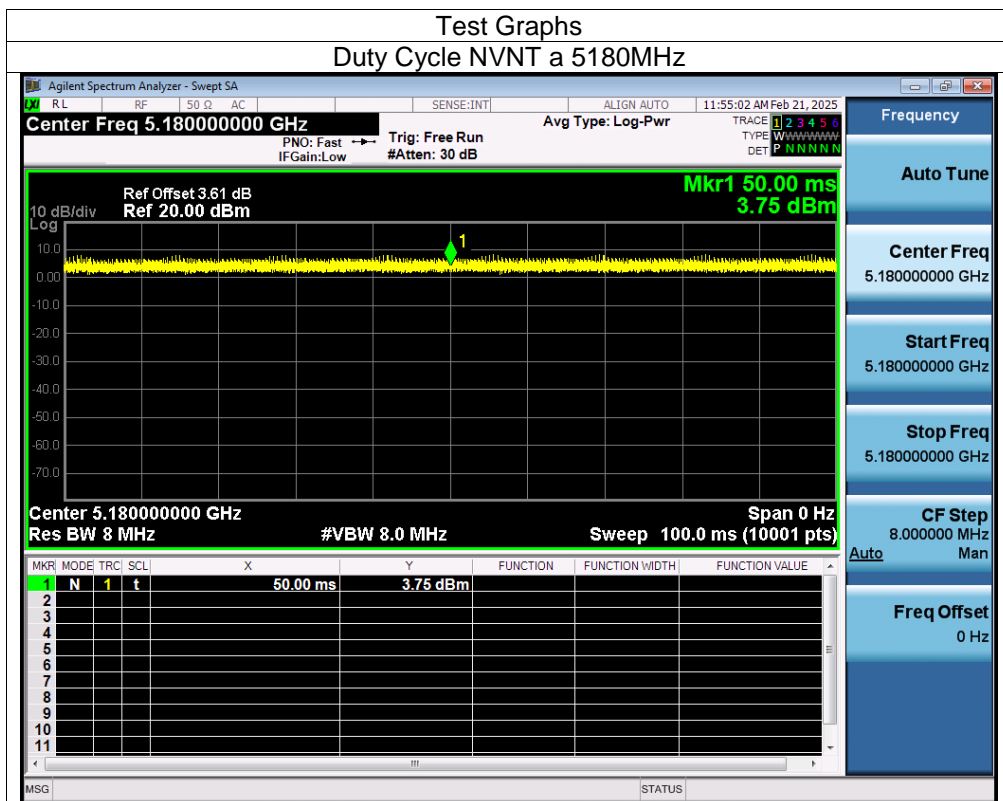 Test Graphs
Duty Cycle NVNT a 5180MHz
Agilent Spectrum Analyzer - Swept SA
LXI RL RF 50 Ω AC SENSE:INT ALIGN AUTO 11:55:02 AM Feb 21, 2025
Center Freq 5.180000000 GHz
PNO: Fast
IFGain:Low
Trig: Free Run
#Atten: 30 dB
Avg Type: Log-Pwr
TRACE 1 2 3 4 5 6
TYPE WWWWWWW
DET P N N N N N
Mkr1 50.00 ms
3.75 dBm
Ref Offset 3.61 dB
10 dB/div Ref 20.00 dBm
Log
10.0
0.00
-10.0
-20.0
-30.0
-40.0
-50.0
-60.0
-70.0
1
Center 5.180000000 GHz Span 0 Hz
Res BW 8 MHz #VBW 8.0 MHz Sweep 100.0 ms (10001 pts)
MKR MODE TRC SCL X Y FUNCTION FUNCTION WIDTH FUNCTION VALUE
1 N 1 t 50.00 ms 3.75 dBm
2
3
4
5
6
7
8
9
10
11
MSG STATUS
Frequency
Auto Tune
Center Freq
5.180000000 GHz
Start Freq
5.180000000 GHz
Stop Freq
5.180000000 GHz
CF Step
8.000000 MHz
Auto Man
Freq Offset
0 Hz